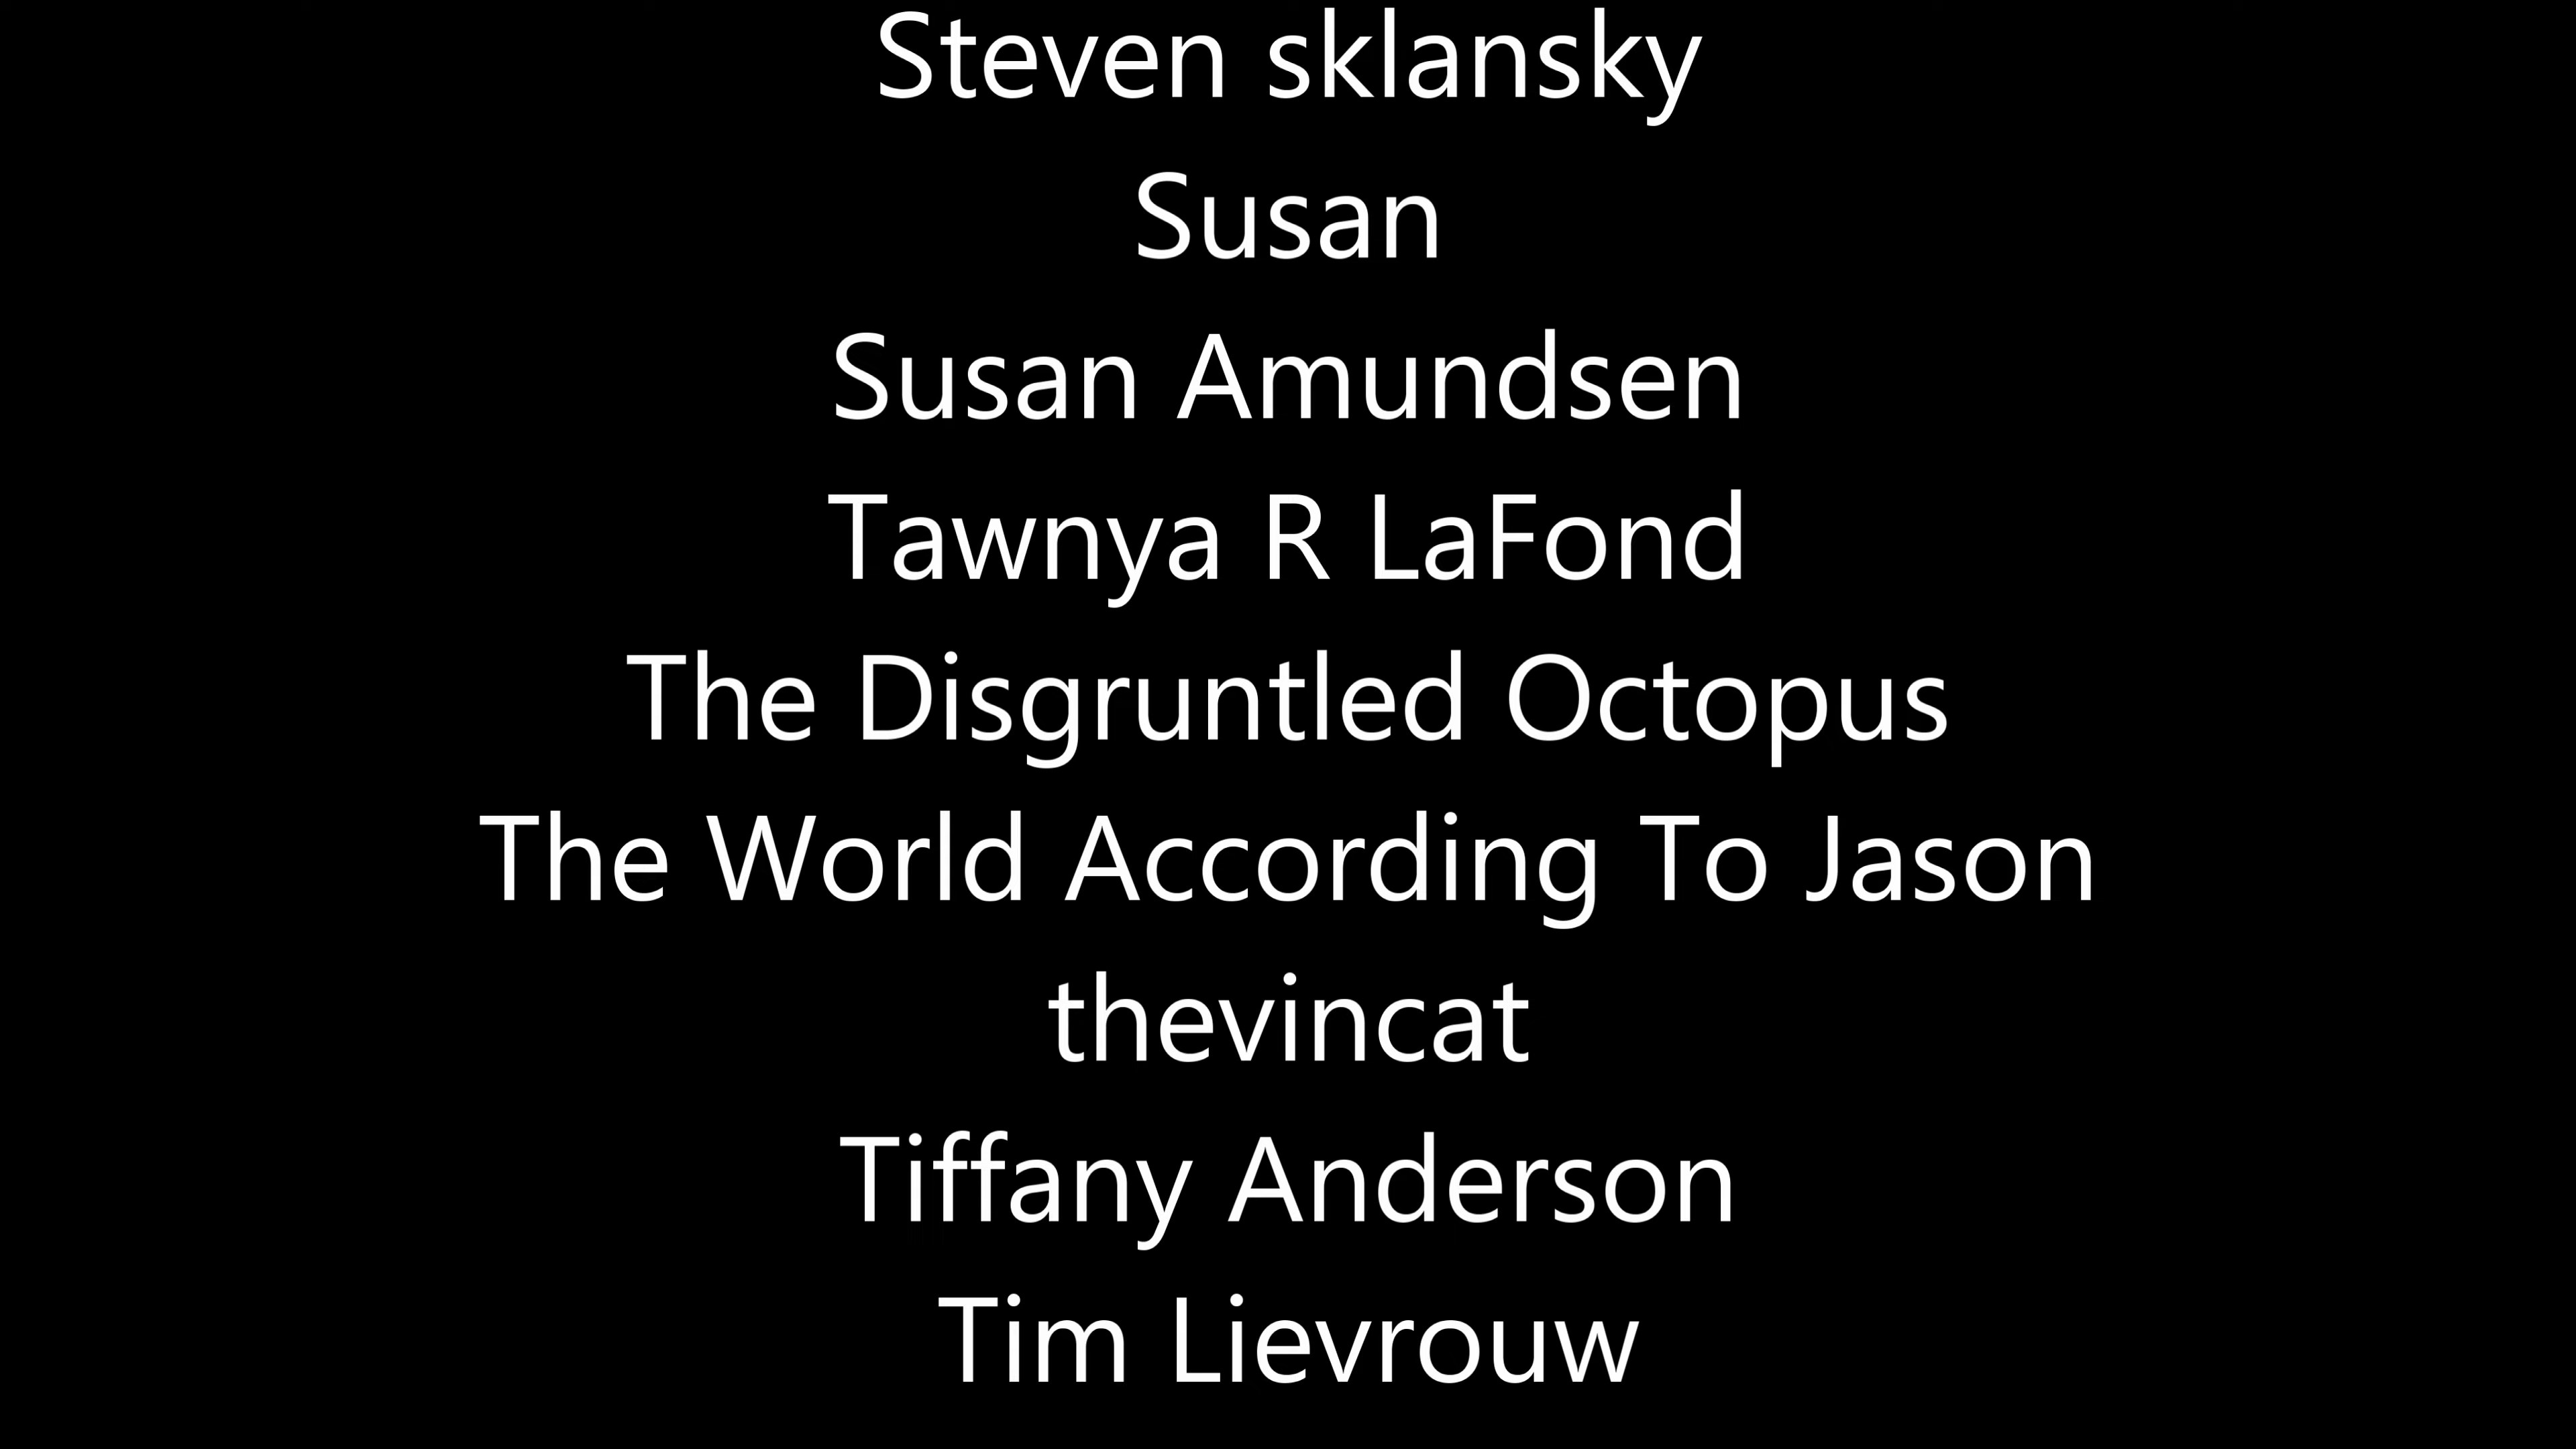 Steven sklansky
Susan
Susan Amundsen
Tawnya R LaFond
The Disgruntled Octopus
The World According To Jason
thevincat
Tiffany Anderson
Tim Lievrouw